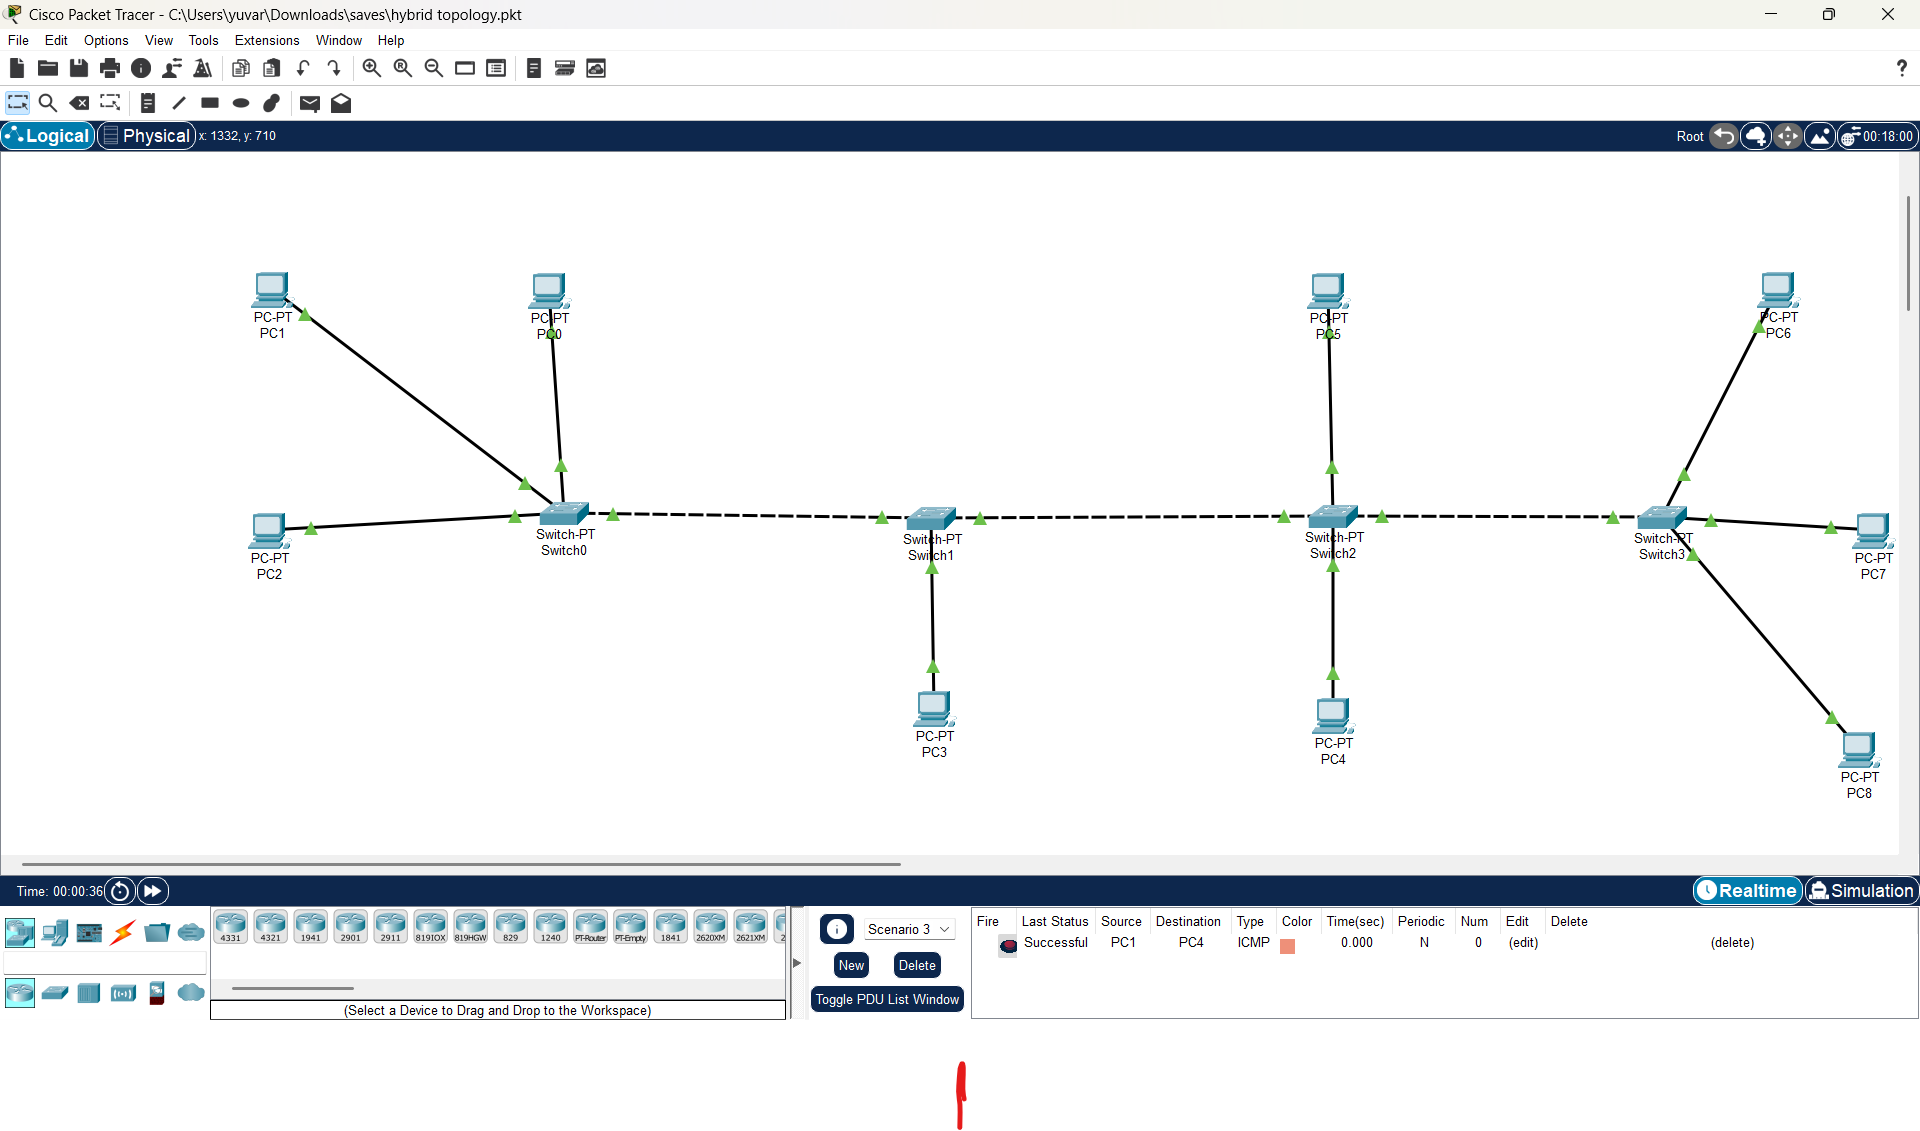 Cisco Packet Tracer - C:\Users\yuvar\Downloads\saves\hybrid topology.pkt
File Edit Options View Tools Extensions Window Help
?
Logical Physical x: 1332, y: 710 Root 00:18:00
PC-PT
PC1
PC-PT
PC0
PC-PT
PC5
PC-PT
PC6
PC-PT
PC2
Switch-PT
Switch0
Switch-PT
Switch1
Switch-PT
Switch2
Switch-PT
Switch3
PC-PT
PC7
PC-PT
PC3
PC-PT
PC4
PC-PT
PC8
Time: 00:00:36 Realtime Simulation
4331 4321 1941 2901 2911 819IOX 819HGW 829 1240 PT-Router PT-Empty 1841 2620XM 2621XM 2
(Select a Device to Drag and Drop to the Workspace)
Scenario 3
New Delete
Toggle PDU List Window
Fire Last Status Source Destination Type Color Time(sec) Periodic Num Edit Delete
Successful PC1 PC4 ICMP 0.000 N 0 (edit) (delete)